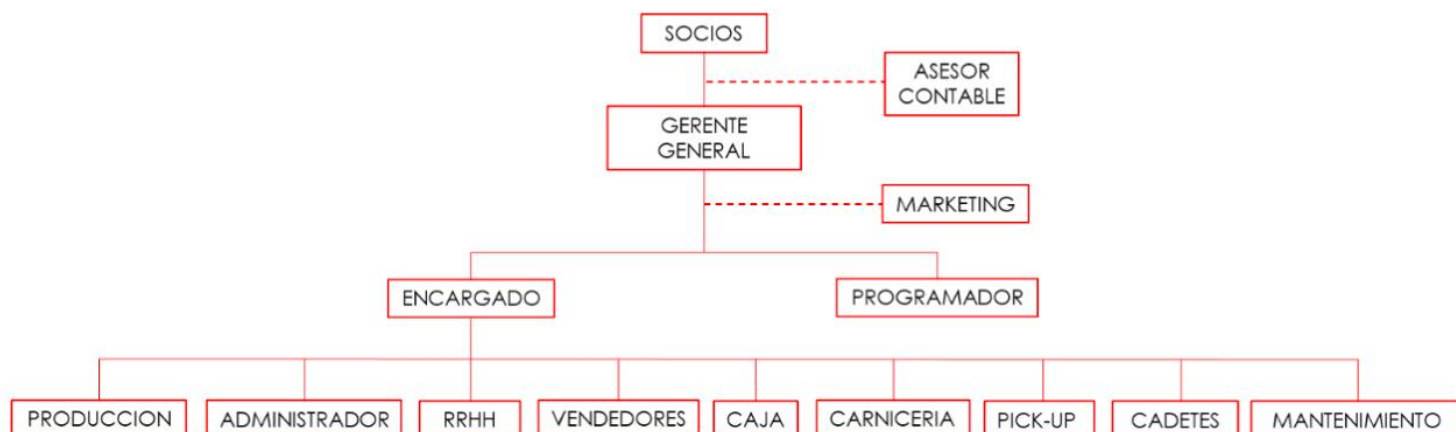 SOCIOS
ASESOR
CONTABLE
GERENTE
GENERAL
MARKETING
ENCARGADO
PROGRAMADOR
PRODUCCION
ADMINISTRADOR
RRHH
VENDEDORES
CAJA
CARNICERIA
PICK-UP
CADETES
MANTENIMIENTO